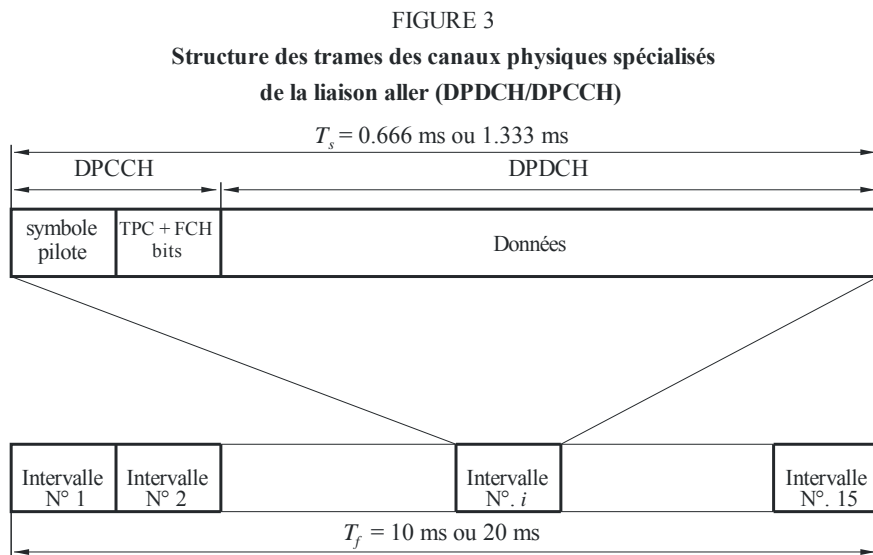 FIGURE 3
Structure des trames des canaux physiques spécialisés
de la liaison aller (DPDCH/DPCCH)
T_s = 0.666 ms ou 1.333 ms
DPCCH
DPDCH
symbole
pilote
TPC + FCH
bits
Données
Intervalle
N° 1
Intervalle
N° 2
Intervalle
N°. i
Intervalle
N°. 15
T_f = 10 ms ou 20 ms